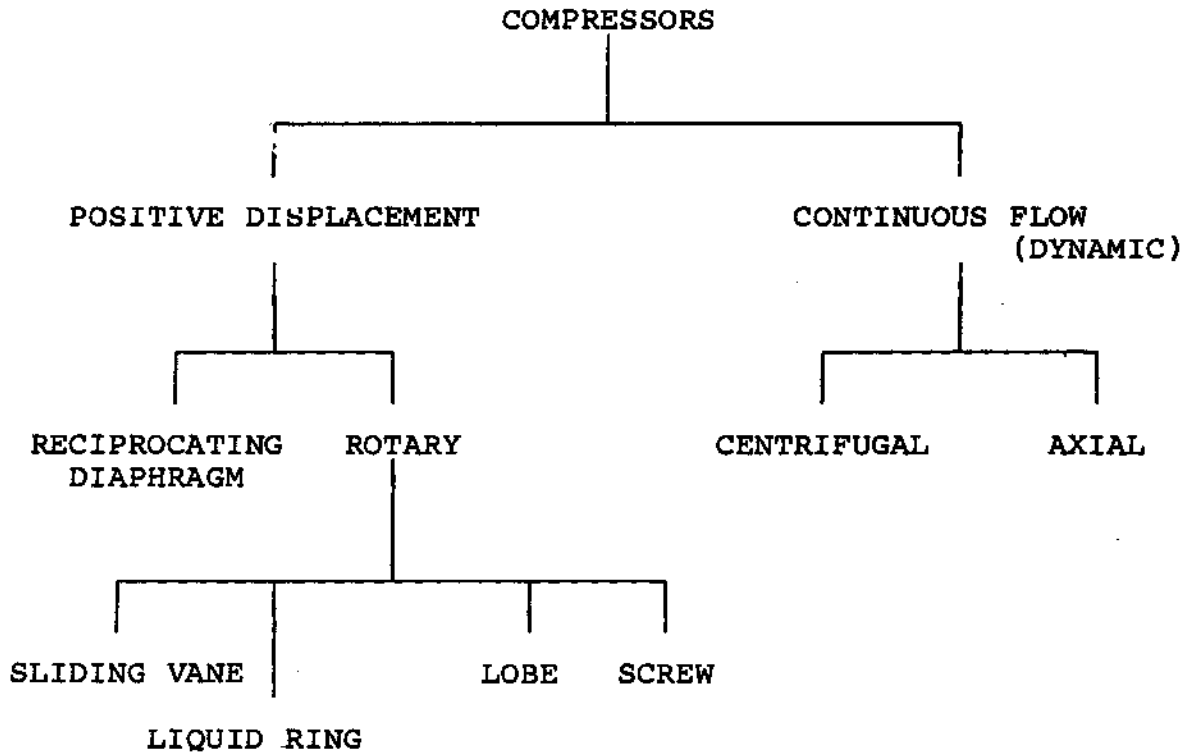 COMPRESSORS
POSITIVE DISPLACEMENT
CONTINUOUS FLOW
(DYNAMIC)
RECIPROCATING
DIAPHRAGM
ROTARY
CENTRIFUGAL
AXIAL
SLIDING VANE
LIQUID RING
LOBE
SCREW